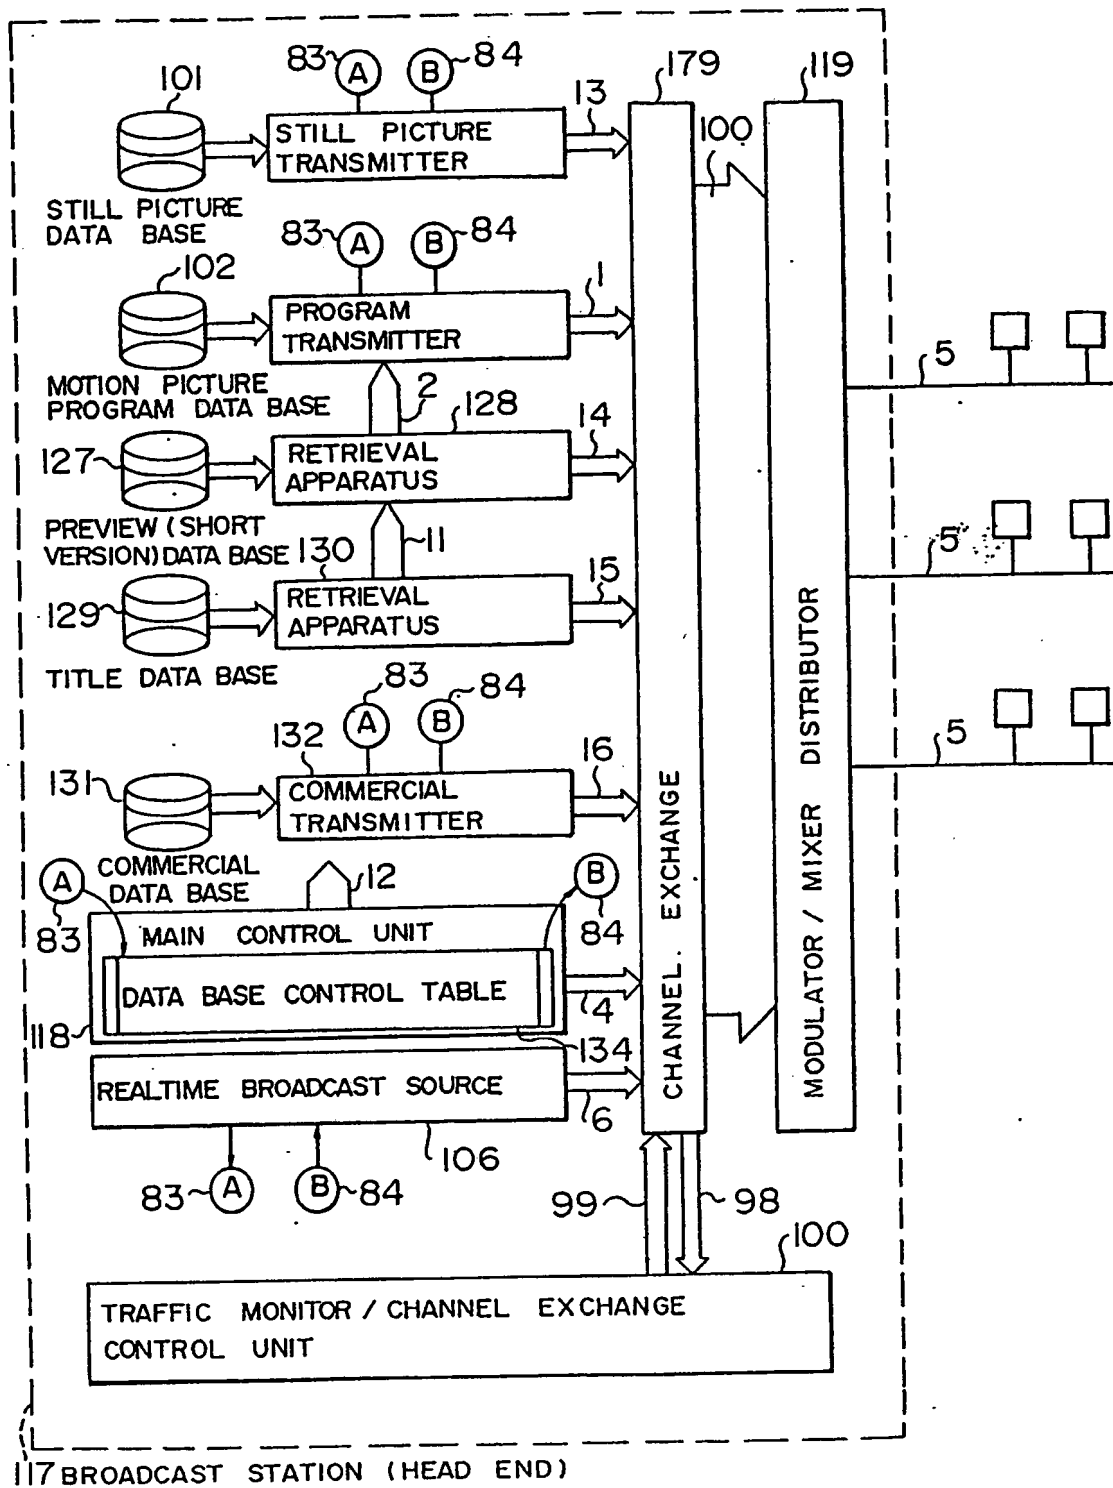 83
A
B
84
179
119
101
13
100
STILL PICTURE
TRANSMITTER
STILL PICTURE
DATA BASE
83
A
B
84
102
1
PROGRAM
TRANSMITTER
MOTION PICTURE
PROGRAM DATA BASE
2
128
14
5
127
RETRIEVAL
APPARATUS
PREVIEW (SHORT
VERSION) DATA BASE
130
11
15
5
129
RETRIEVAL
APPARATUS
TITLE DATA BASE
83
A
B
84
132
16
5
131
COMMERCIAL
TRANSMITTER
COMMERCIAL
DATA BASE
12
A
83
B
84
MAIN CONTROL UNIT
DATA BASE CONTROL TABLE
4
118
134
REALTIME BROADCAST SOURCE
6
106
83
A
B
84
CHANNEL. EXCHANGE
MODULATOR / MIXER DISTRIBUTOR
99
98
100
TRAFFIC MONITOR / CHANNEL EXCHANGE
CONTROL UNIT
117 BROADCAST STATION (HEAD END)